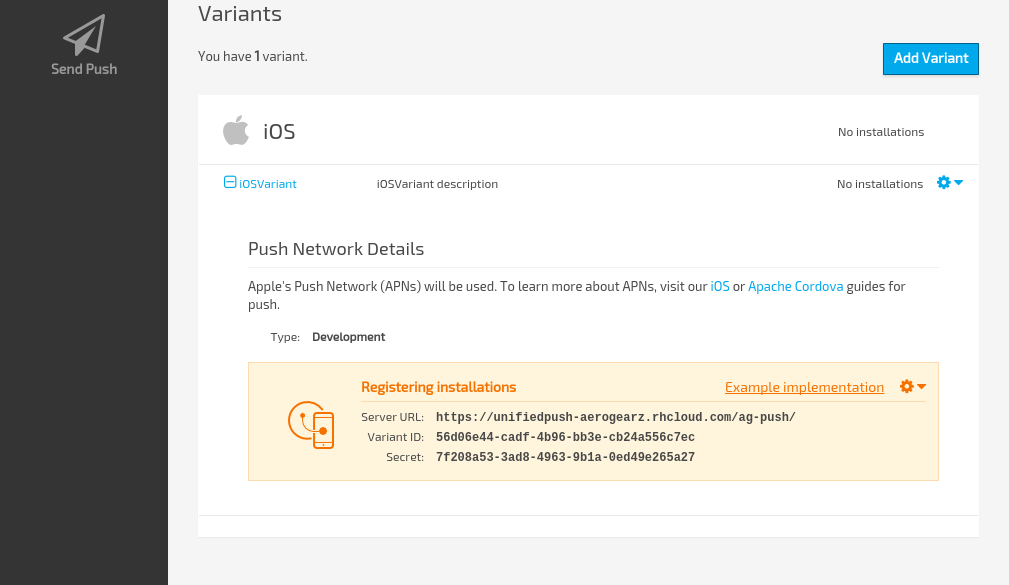 Send Push
Variants
You have 1 variant.
Add Variant
iOS
No installations
iOSVariant
iOSVariant description
No installations
Push Network Details
Apple's Push Network (APNs) will be used. To learn more about APNs, visit our iOS or Apache Cordova guides for
push.
Type: Development
Registering installations
Example implementation
Server URL: https://unifiedpush-aerogearz.rhcloud.com/ag-push/
Variant ID: 56d06e44-cadf-4b96-bb3e-cb24a556c7ec
Secret: 7f208a53-3ad8-4963-9b1a-0ed49e265a27